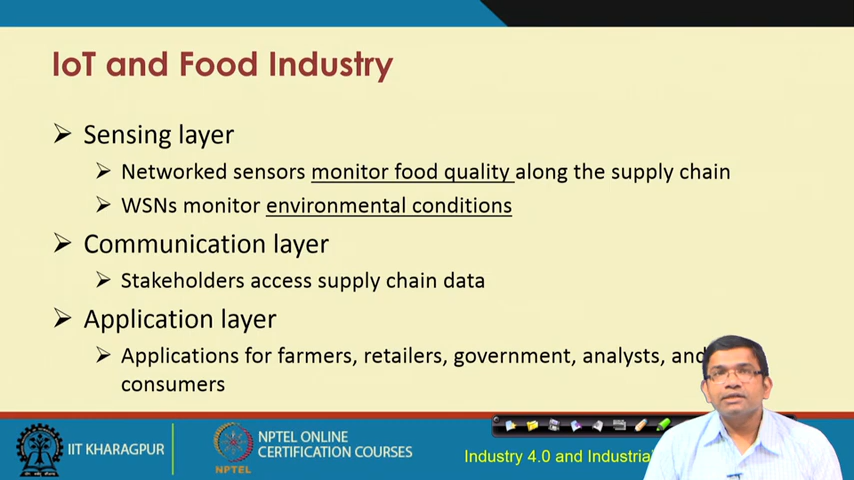 IoT and Food Industry
Sensing layer
Networked sensors monitor food quality along the supply chain
WSNs monitor environmental conditions
Communication layer
Stakeholders access supply chain data
Application layer
Applications for farmers, retailers, government, analysts, and
consumers
IIT KHARAGPUR
NPTEL
NPTEL ONLINE
CERTIFICATION COURSES
Industry 4.0 and Industrial